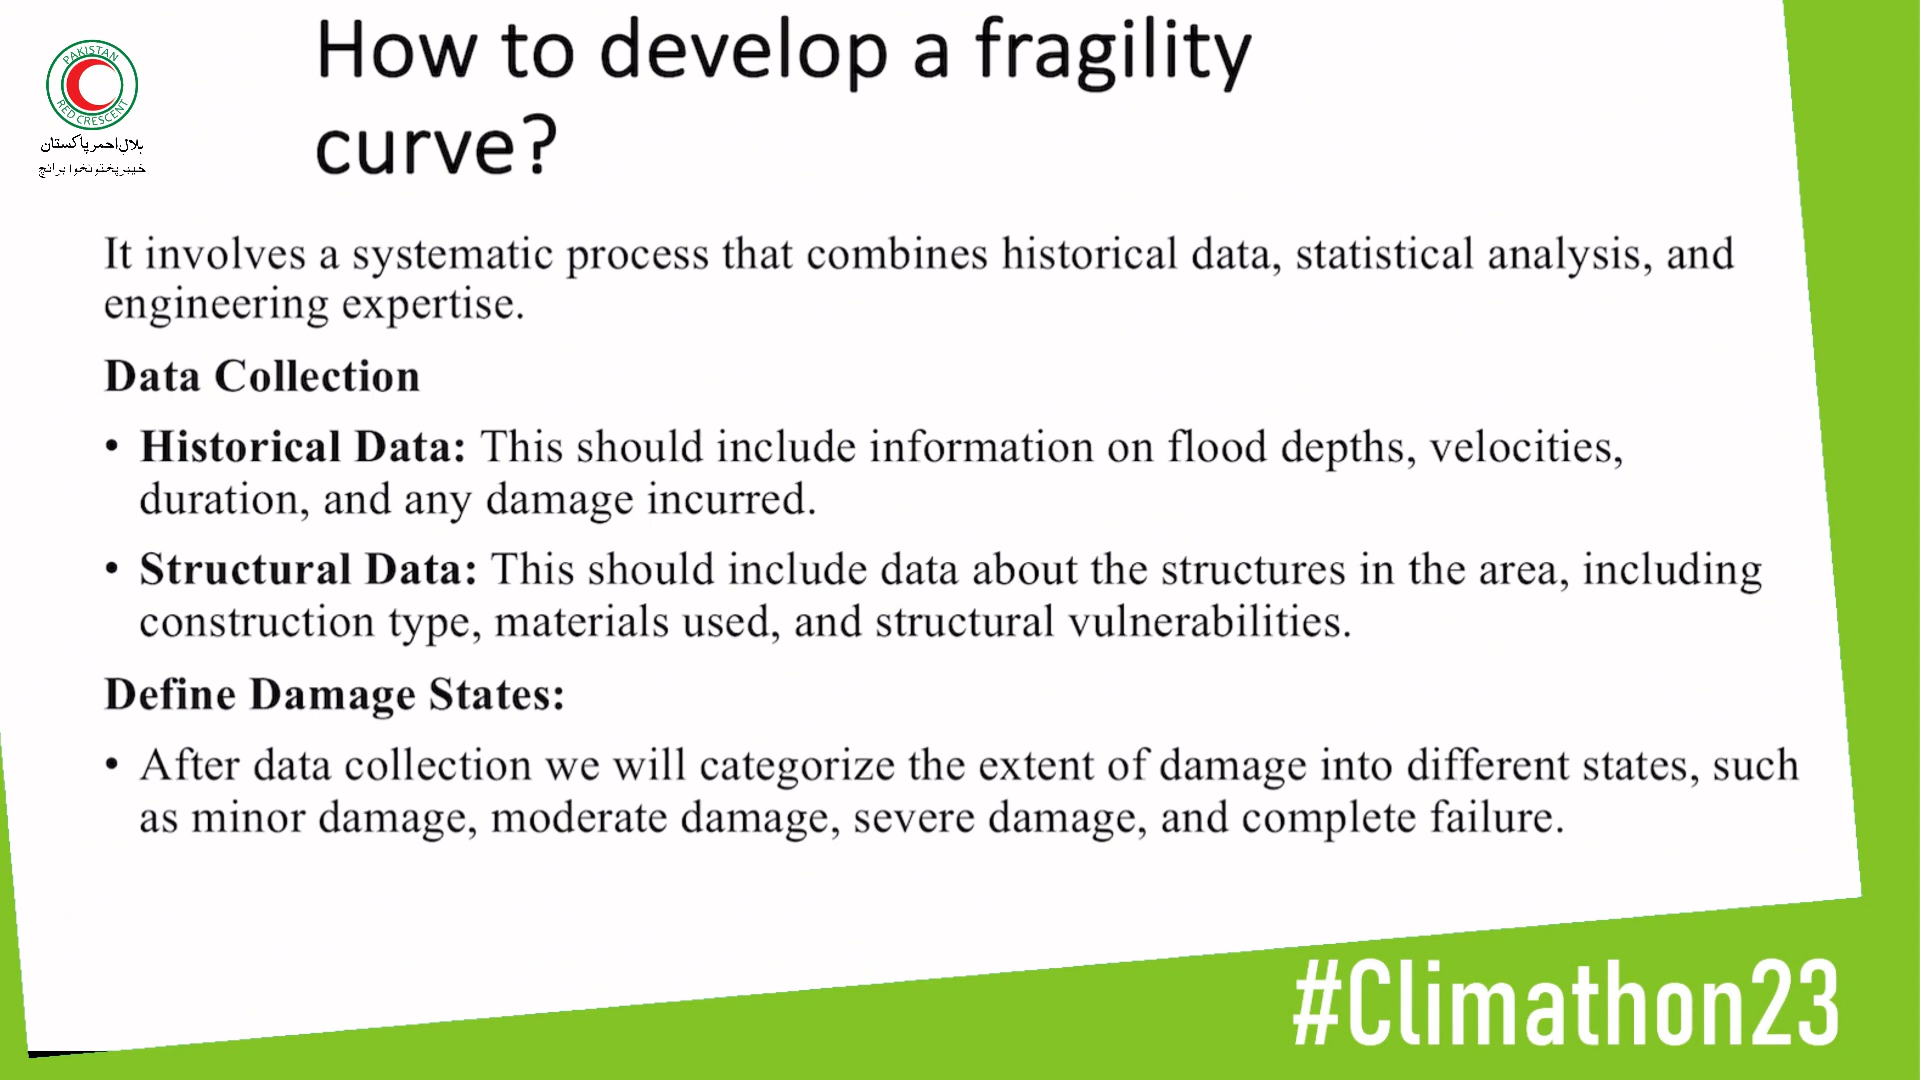 How to develop a fragility
curve?
PAKISTAN
RED CRESCENT
ہلال احمر پاکستان
خیبر پختونخوا برانچ
It involves a systematic process that combines historical data, statistical analysis, and
engineering expertise.
Data Collection
• Historical Data: This should include information on flood depths, velocities,
duration, and any damage incurred.
• Structural Data: This should include data about the structures in the area, including
construction type, materials used, and structural vulnerabilities.
Define Damage States:
• After data collection we will categorize the extent of damage into different states, such
as minor damage, moderate damage, severe damage, and complete failure.
#Climathon23